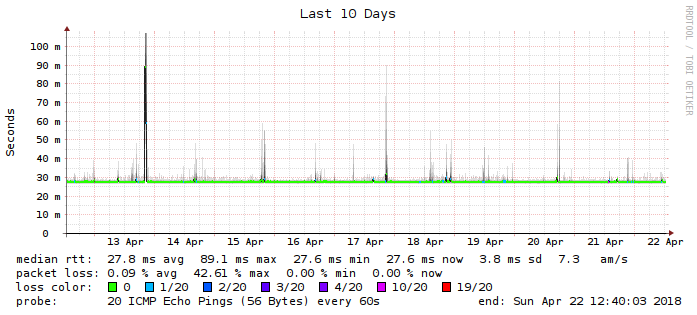 Last 10 Days
RRDTOOL / TOBI OETIKER
Seconds
100 m
90 m
80 m
70 m
60 m
50 m
40 m
30 m
20 m
10 m
0
13 Apr 14 Apr 15 Apr 16 Apr 17 Apr 18 Apr 19 Apr 20 Apr 21 Apr 22 Apr
median rtt: 27.8 ms avg 89.1 ms max 27.6 ms min 27.6 ms now 3.8 ms sd 7.3 am/s
packet loss: 0.09 % avg 42.61 % max 0.00 % min 0.00 % now
loss color: 0 1/20 2/20 3/20 4/20 10/20 19/20
probe: 20 ICMP Echo Pings (56 Bytes) every 60s end: Sun Apr 22 12:40:03 2018